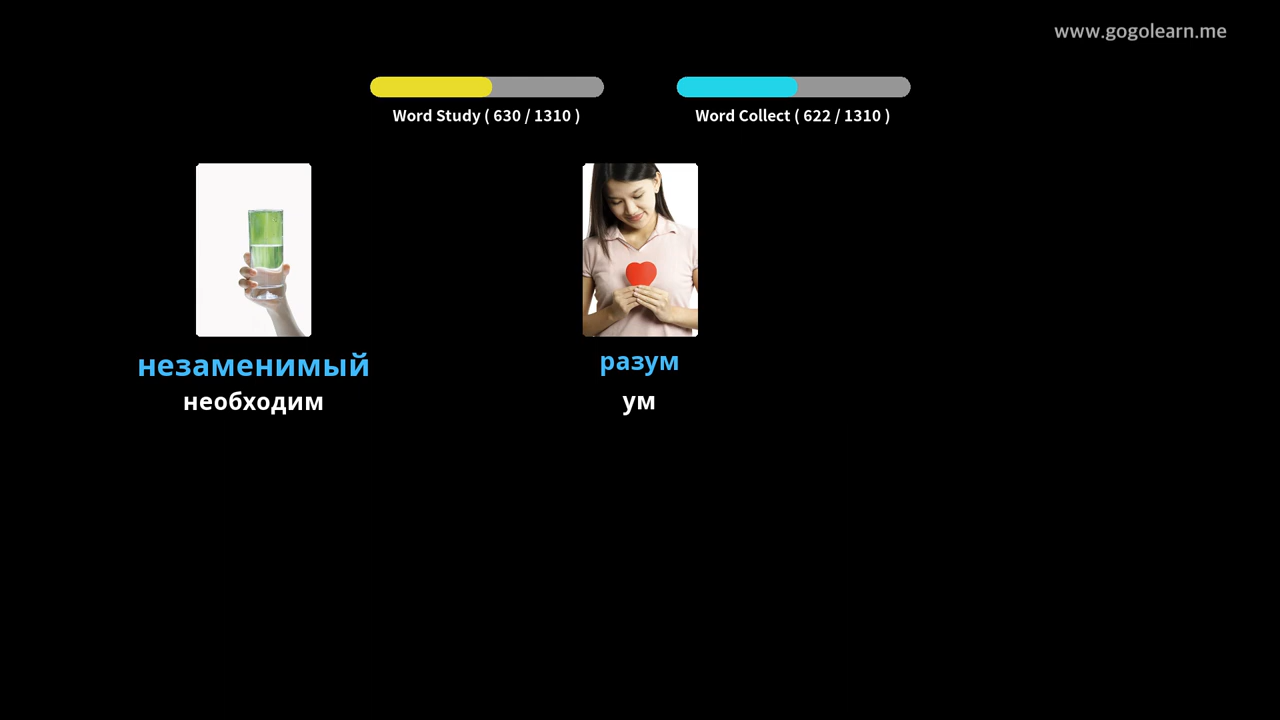 www.gogolearn.me
Word Study ( 630 / 1310 )
Word Collect ( 622 / 1310 )
незаменимый
необходим
разум
ум